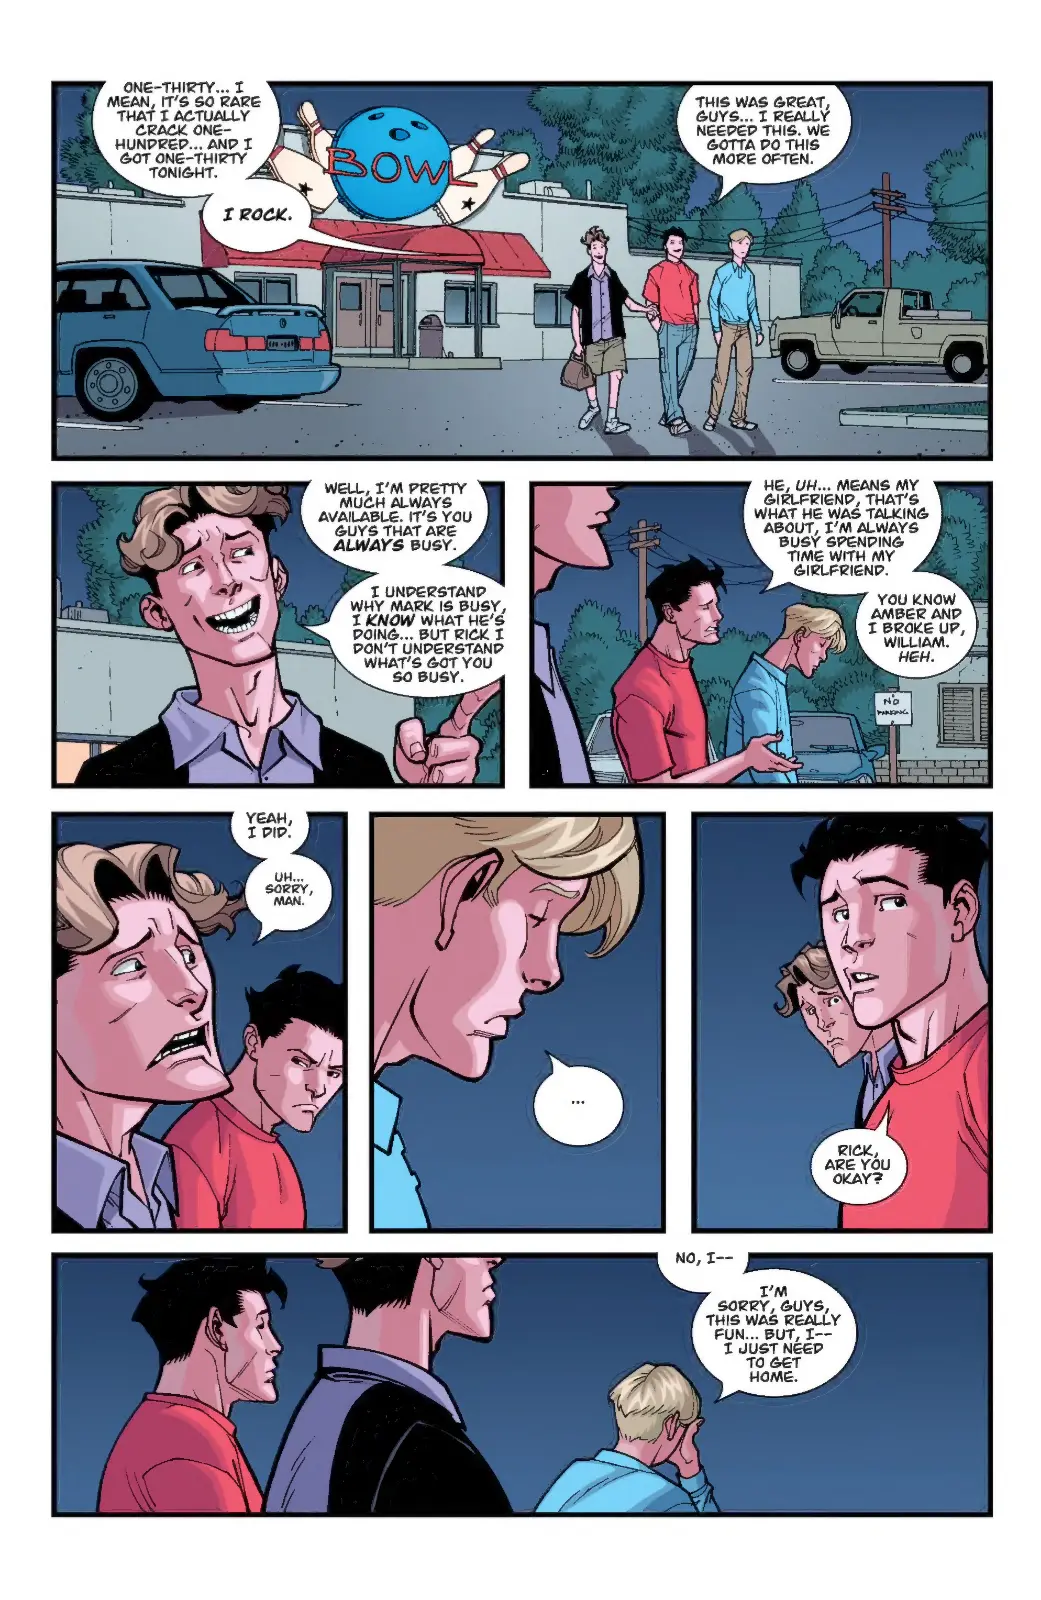 ONE-THIRTY... I
MEAN, IT'S SO RARE
THAT I ACTUALLY
CRACK ONE-
HUNDRED... AND I
GOT ONE-THIRTY
TONIGHT.
I ROCK.
BOWL
THIS WAS GREAT,
GUYS... I REALLY
NEEDED THIS. WE
GOTTA DO THIS
MORE OFTEN.
WELL, I'M PRETTY
MUCH ALWAYS
AVAILABLE. IT'S YOU
GUYS THAT ARE
ALWAYS BUSY.
I UNDERSTAND
WHY MARK IS BUSY,
I KNOW WHAT HE'S
DOING... BUT RICK I
DON'T UNDERSTAND
WHAT'S GOT YOU
SO BUSY.
HE, UH... MEANS MY
GIRLFRIEND, THAT'S
WHAT HE WAS TALKING
ABOUT, I'M ALWAYS
BUSY SPENDING
TIME WITH MY
GIRLFRIEND.
YOU KNOW
AMBER AND
I BROKE UP,
WILLIAM.
HEH.
NO
PARKING
YEAH,
I DID.
UH...
SORRY,
MAN.
...
RICK,
ARE YOU
OKAY?
NO, I--
I'M
SORRY, GUYS,
THIS WAS REALLY
FUN... BUT, I--
I JUST NEED
TO GET
HOME.